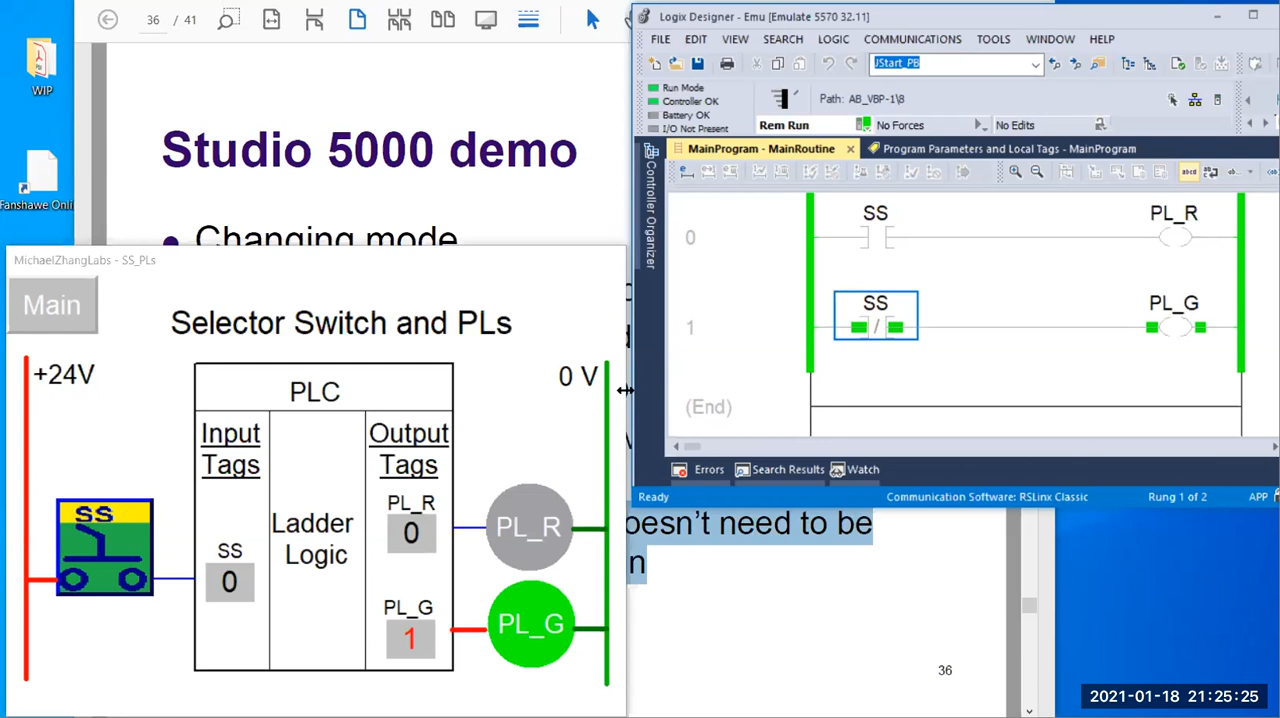 36 / 41
WIP
Fanshawe Onli
Studio 5000 demo
Changing mode
oesn't need to be
n
36
Logix Designer - Emu [Emulate 5570 32.11]
FILE EDIT VIEW SEARCH LOGIC COMMUNICATIONS TOOLS WINDOW HELP
JStart_PB
Run Mode
Controller OK
Battery OK
I/O Not Present
Path: AB_VBP-1\8
Rem Run
No Forces
No Edits
MainProgram - MainRoutine
Program Parameters and Local Tags - MainProgram
Controller Organizer
abcd
ab..
0
SS
PL_R
1
SS
/
PL_G
(End)
Errors
Search Results
Watch
Ready
Communication Software: RSLinx Classic
Rung 1 of 2
APP
MichaelZhangLabs - SS_PLs
Main
Selector Switch and PLs
+24V
0 V
PLC
Input
Tags
Output
Tags
Ladder
Logic
SS
SS
0
PL_R
0
PL_R
PL_G
1
PL_G
2021-01-18 21:25:25